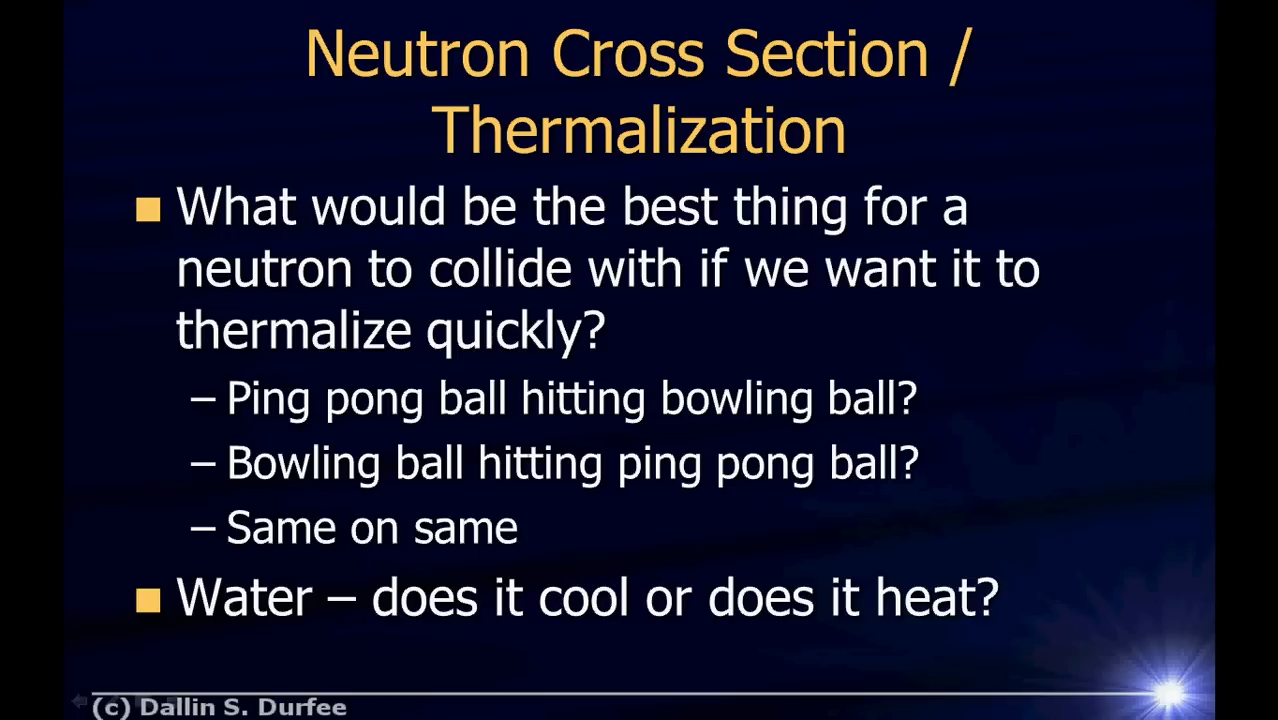 Neutron Cross Section /
Thermalization
What would be the best thing for a
neutron to collide with if we want it to
thermalize quickly?
– Ping pong ball hitting bowling ball?
– Bowling ball hitting ping pong ball?
– Same on same
Water – does it cool or does it heat?
(c) Dallin S. Durfee